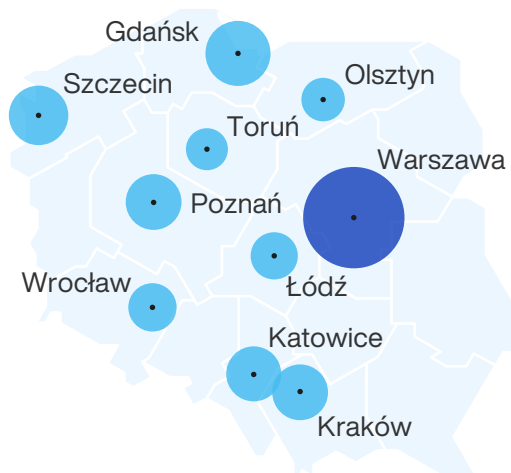 Gdańsk
Szczecin
Olsztyn
Toruń
Warszawa
Poznań
Wrocław
Łódź
Katowice
Kraków